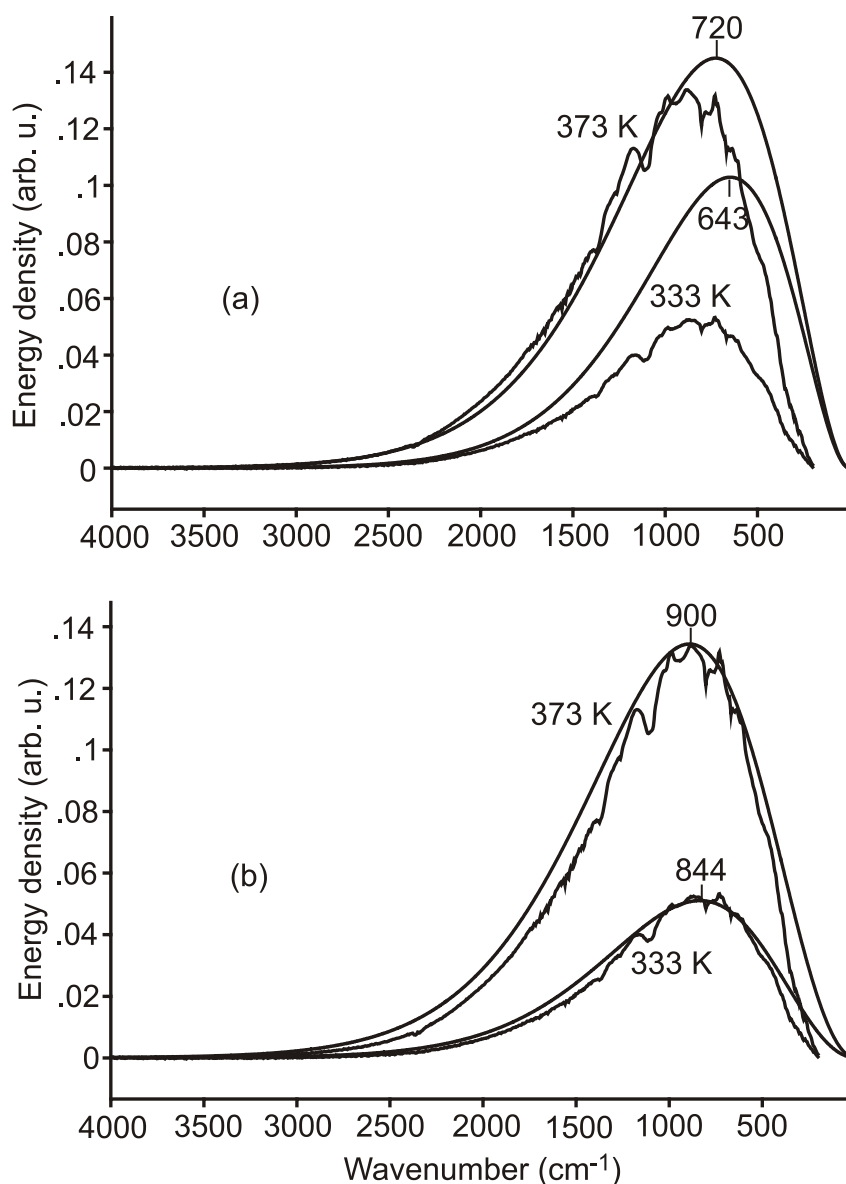 720
.14
.12
373 K
.1
643
.08
(a)
333 K
.06
.04
.02
0
Energy density (arb. u.)
4000 3500 3000 2500 2000 1500 1000 500
900
.14
.12
373 K
.1
.08
(b)
844
.06
.04
333 K
.02
0
Energy density (arb. u.)
4000 3500 3000 2500 2000 1500 1000 500
Wavenumber (cm⁻¹)